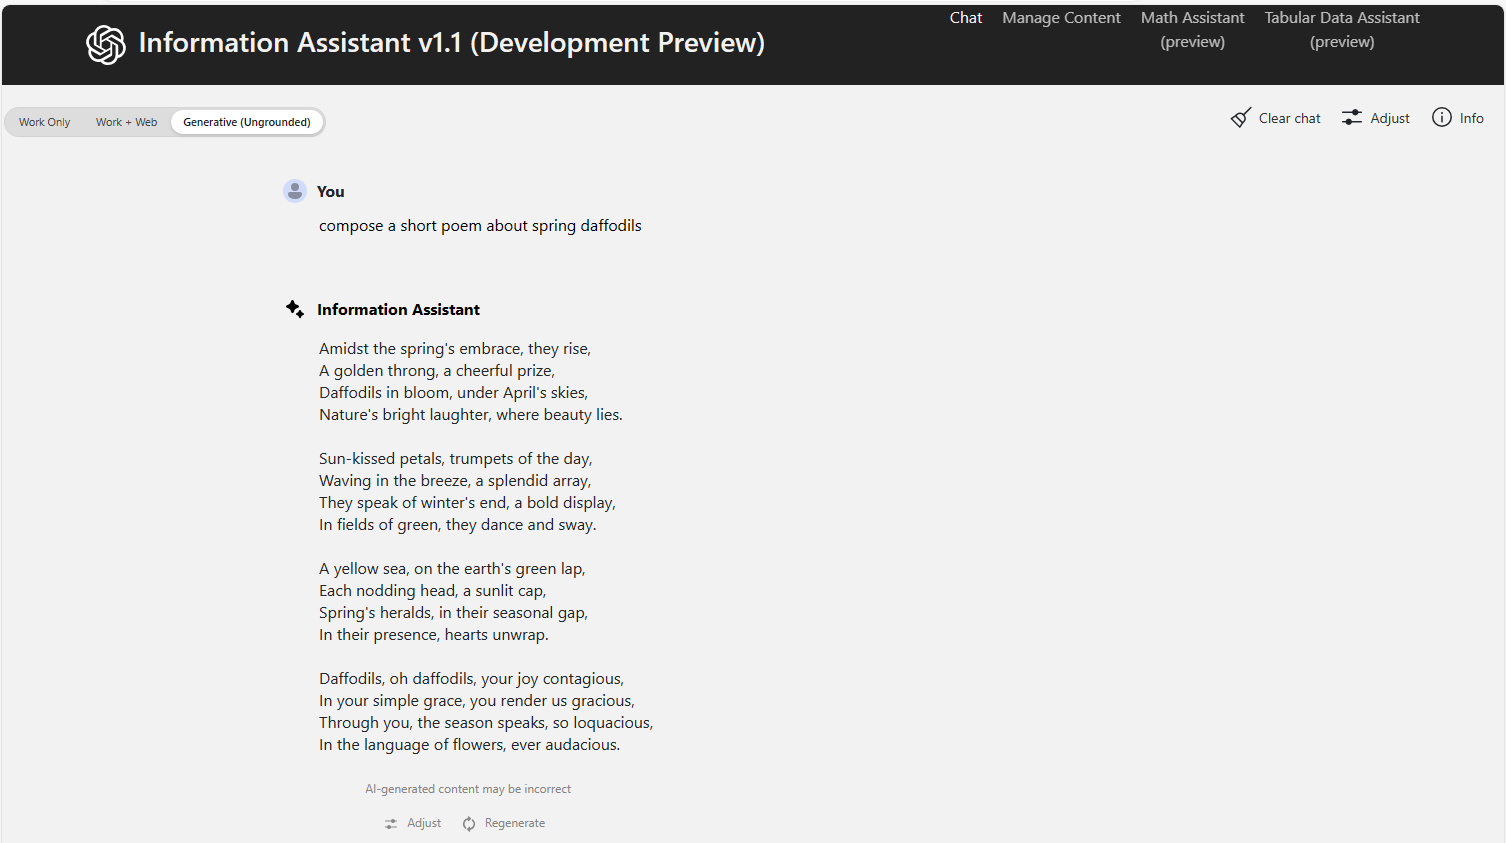 Information Assistant v1.1 (Development Preview)
Chat
Manage Content
Math Assistant
(preview)
Tabular Data Assistant
(preview)
Work Only
Work + Web
Generative (Ungrounded)
Clear chat
Adjust
Info
You
compose a short poem about spring daffodils
Information Assistant
Amidst the spring's embrace, they rise,
A golden throng, a cheerful prize,
Daffodils in bloom, under April's skies,
Nature's bright laughter, where beauty lies.
Sun-kissed petals, trumpets of the day,
Waving in the breeze, a splendid array,
They speak of winter's end, a bold display,
In fields of green, they dance and sway.
A yellow sea, on the earth's green lap,
Each nodding head, a sunlit cap,
Spring's heralds, in their seasonal gap,
In their presence, hearts unwrap.
Daffodils, oh daffodils, your joy contagious,
In your simple grace, you render us gracious,
Through you, the season speaks, so loquacious,
In the language of flowers, ever audacious.
AI-generated content may be incorrect
Adjust
Regenerate